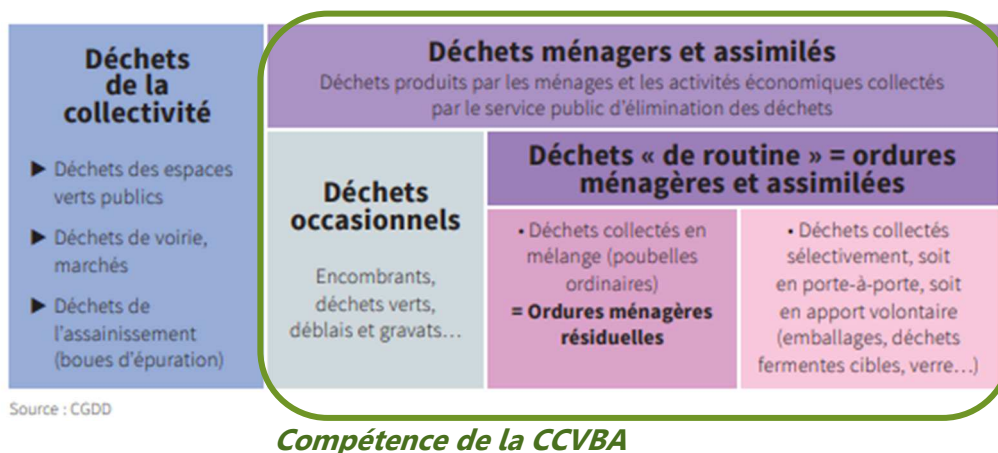 Déchets
de la
collectivité
▶ Déchets des espaces
verts publics
▶ Déchets de voirie,
marchés
▶ Déchets de
l'assainissement
(boues d'épuration)
Déchets ménagers et assimilés
Déchets produits par les ménages et les activités économiques collectés
par le service public d'élimination des déchets
Déchets
occasionnels
Encombrants,
déchets verts,
déblais et gravats...
Déchets « de routine » = ordures
ménagères et assimilées
• Déchets collectés en
mélange (poubelles
ordinaires)
= Ordures ménagères
résiduelles
• Déchets collectés
sélectivement, soit
en porte-à-porte, soit
en apport volontaire
(emballages, déchets
fermentes cibles, verre...)
Source : CGDD
Compétence de la CCVBA